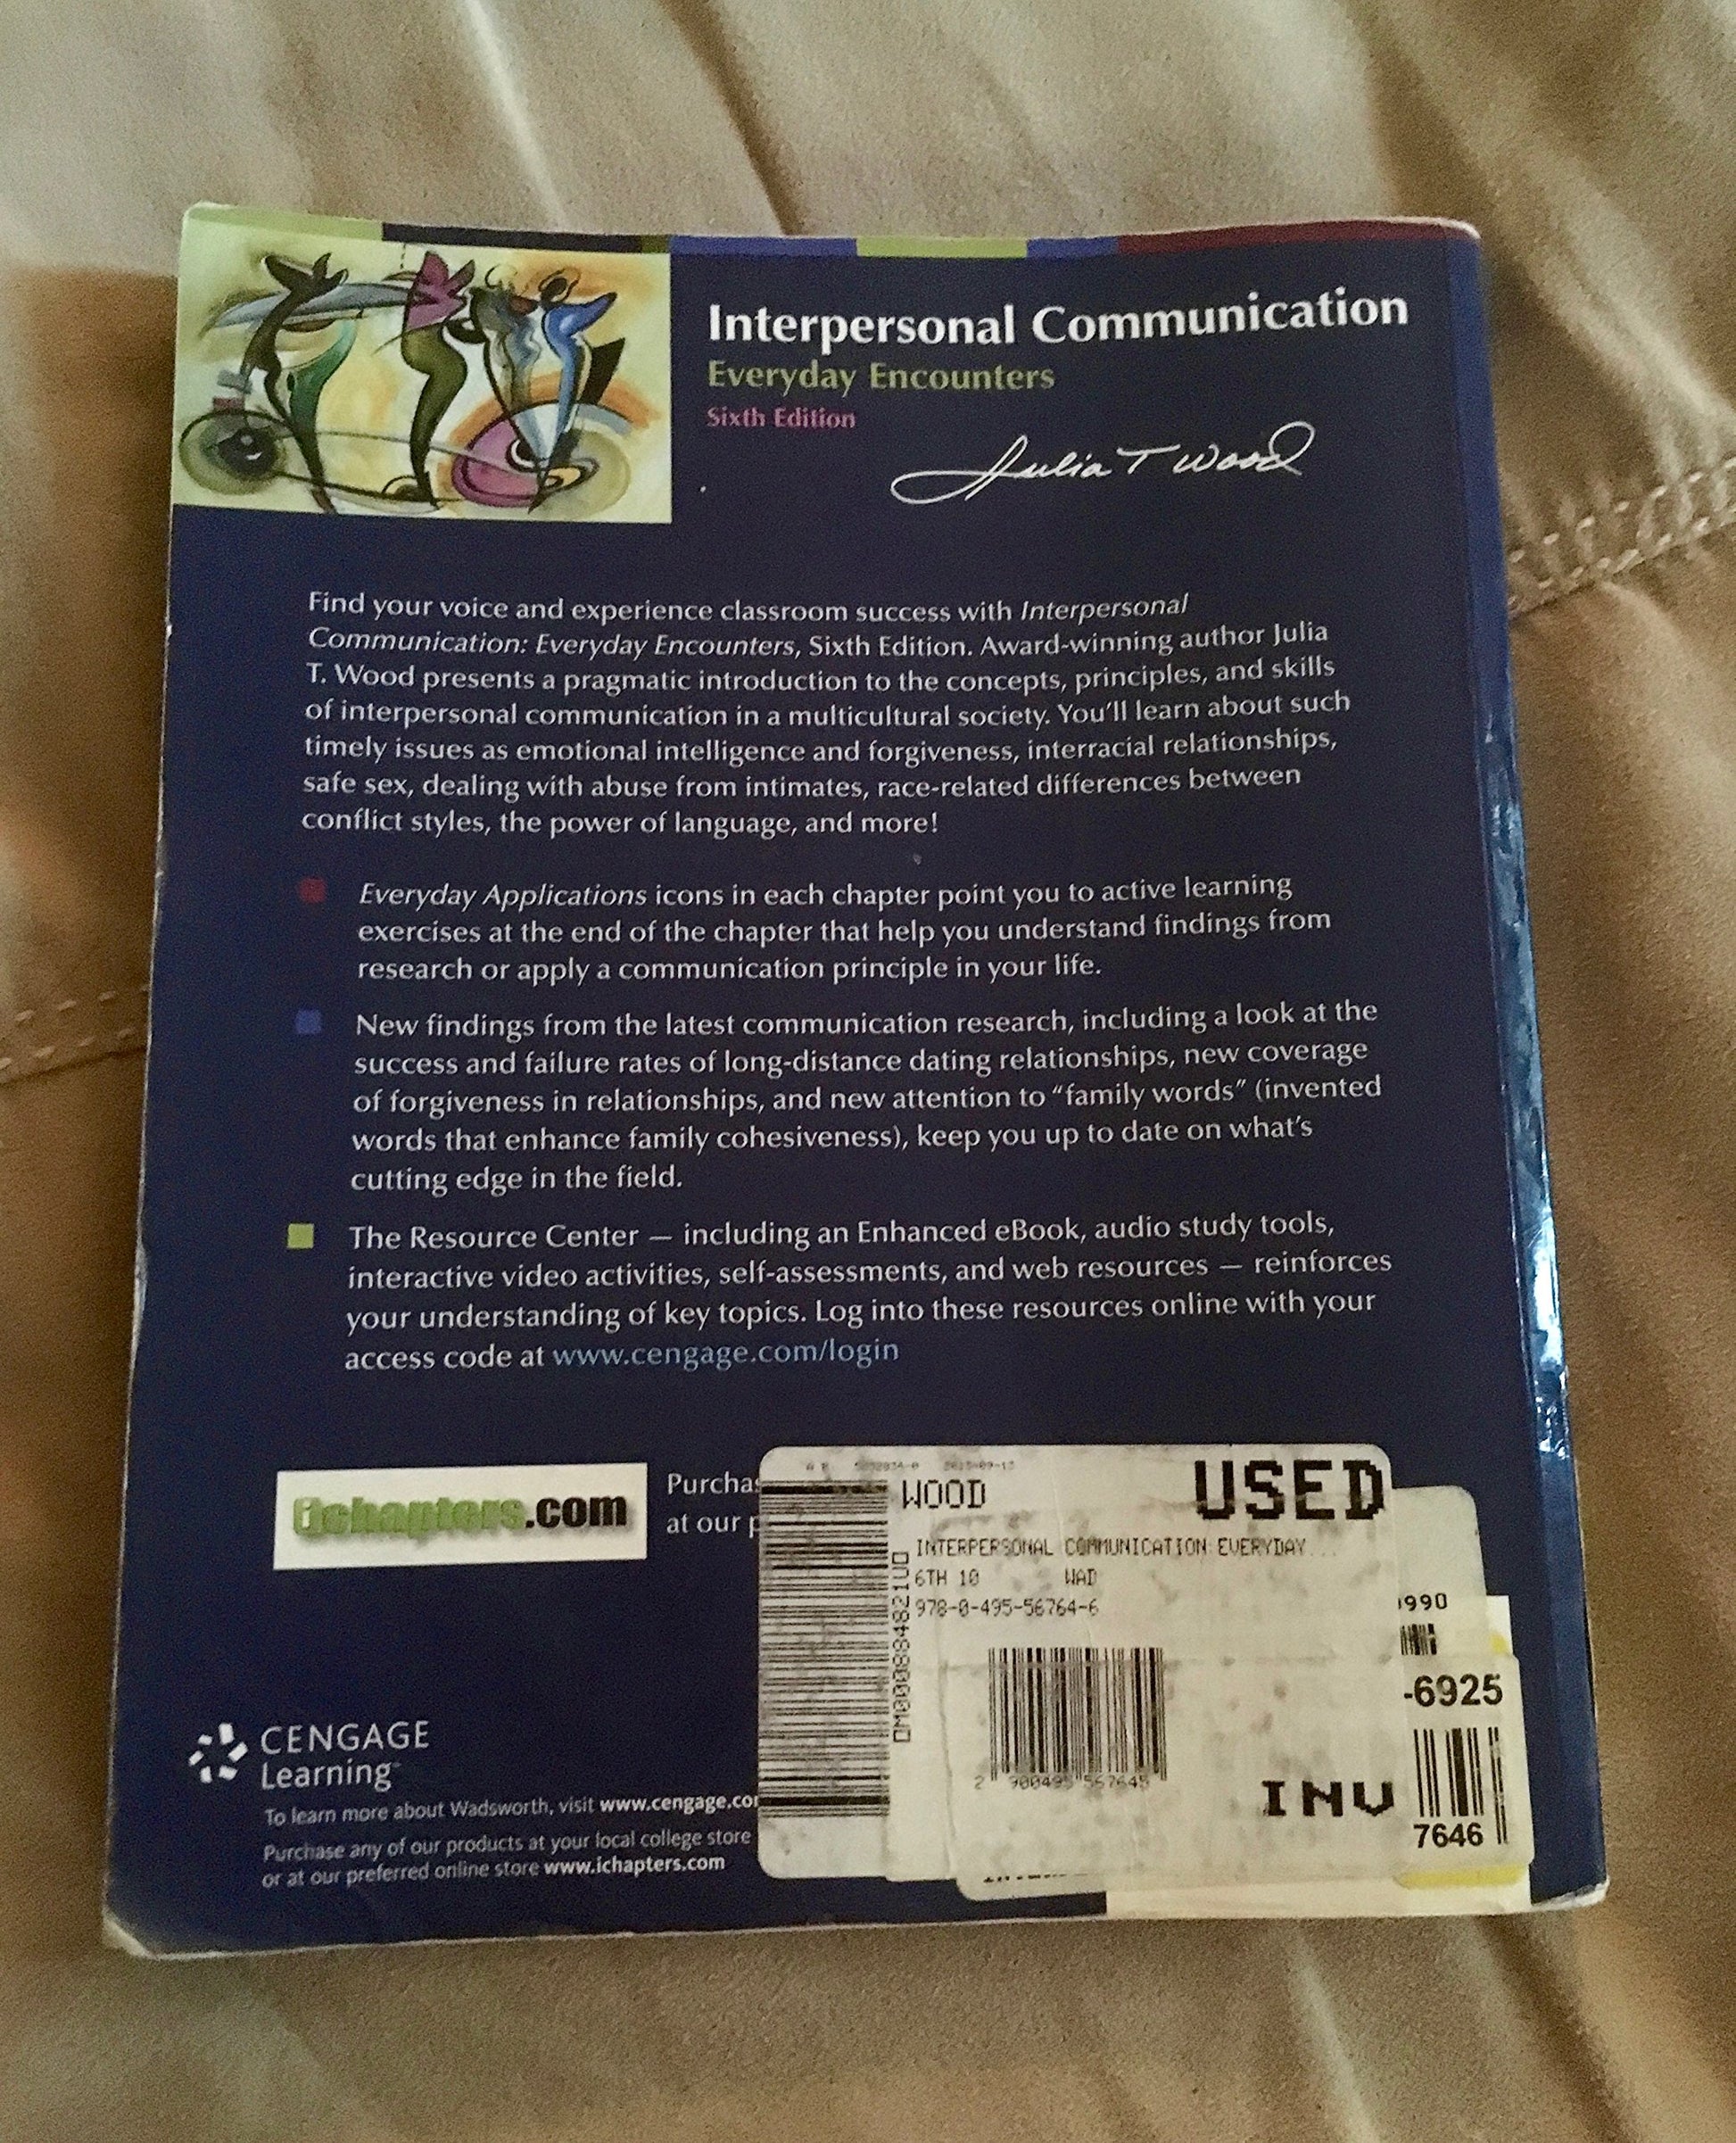 Interpersonal Communication
Everyday Encounters
Sixth Edition
Julia T Wood
Find your voice and experience classroom success with Interpersonal
Communication: Everyday Encounters, Sixth Edition. Award-winning author Julia
T. Wood presents a pragmatic introduction to the concepts, principles, and skills
of interpersonal communication in a multicultural society. You'll learn about such
timely issues as emotional intelligence and forgiveness, interracial relationships,
safe sex, dealing with abuse from intimates, race-related differences between
conflict styles, the power of language, and more!
Everyday Applications icons in each chapter point you to active learning
exercises at the end of the chapter that help you understand findings from
research or apply a communication principle in your life.
New findings from the latest communication research, including a look at the
success and failure rates of long-distance dating relationships, new coverage
of forgiveness in relationships, and new attention to “family words” (invented
words that enhance family cohesiveness), keep you up to date on what's
cutting edge in the field.
The Resource Center — including an Enhanced eBook, audio study tools,
interactive video activities, self-assessments, and web resources — reinforces
your understanding of key topics. Log into these resources online with your
access code at www.cengage.com/login
ichapters.com
Purchas
at our p
WOOD USED
INTERPERSONAL COMMUNICATION: EVERYDAY...
6TH 10 WAD
978-0-495-56764-6
2 900495 567645
INV
990
-6925
7646
CENGAGE
Learning™
To learn more about Wadsworth, visit www.cengage.co
Purchase any of our products at your local college store
or at our preferred online store www.ichapters.com